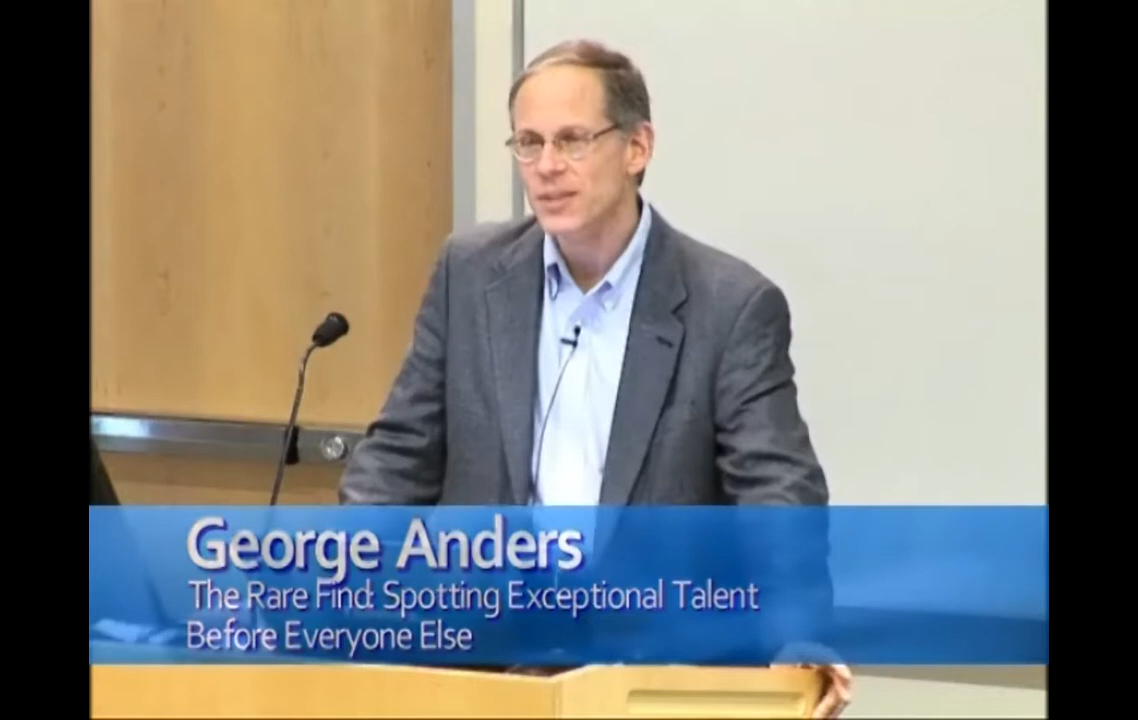 George Anders
The Rare Find: Spotting Exceptional Talent
Before Everyone Else